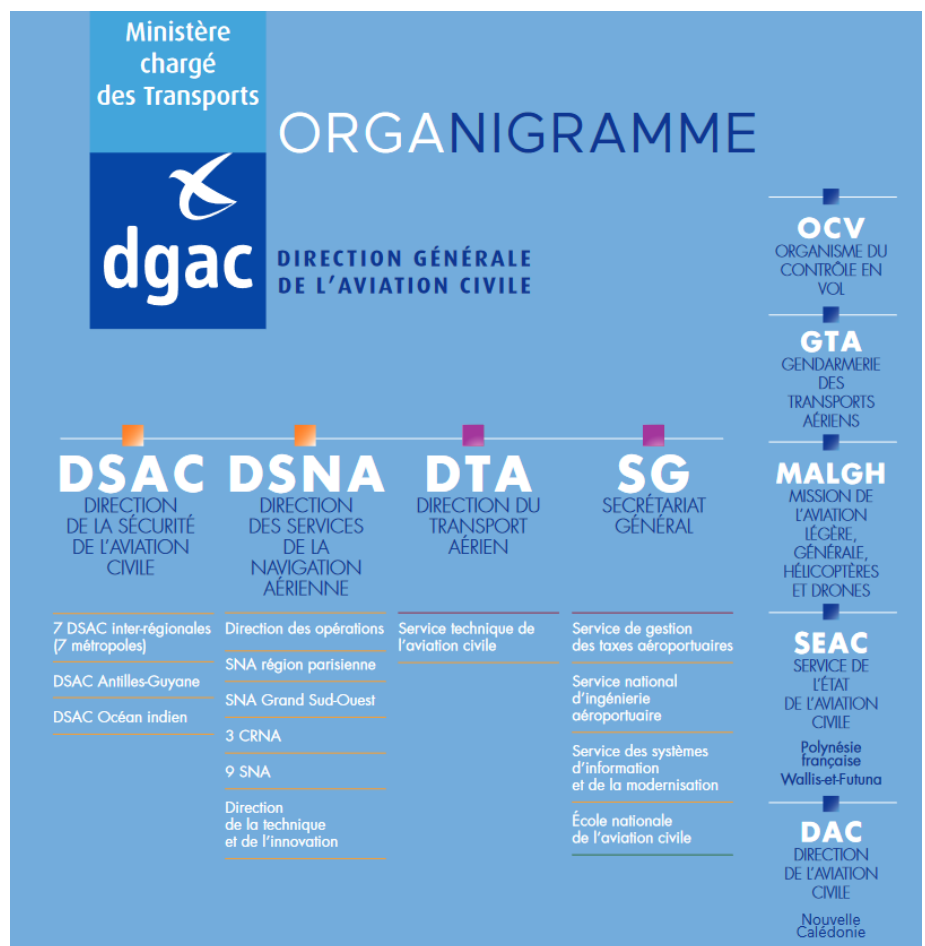 Ministère
chargé
des Transports
ORGANIGRAMME
dgac
DIRECTION GÉNÉRALE
DE L'AVIATION CIVILE
OCV
ORGANISME DU
CONTRÔLE EN
VOL
GTA
GENDARMERIE
DES
TRANSPORTS
AÉRIENS
MALGH
MISSION DE
L'AVIATION
LÉGÈRE,
GÉNÉRALE,
HÉLICOPTÈRES
ET DRONES
SEAC
SERVICE DE
L'ÉTAT
DE L'AVIATION
CIVILE
Polynésie
française
Wallis-et-Futuna
DAC
DIRECTION
DE L'AVIATION
CIVILE
Nouvelle
Calédonie
DSAC
DIRECTION
DE LA SÉCURITÉ
DE L'AVIATION
CIVILE
7 DSAC inter-régionales
(7 métropoles)
DSAC Antilles-Guyane
DSAC Océan indien
DSNA
DIRECTION
DES SERVICES
DE LA
NAVIGATION
AÉRIENNE
Direction des opérations
SNA région parisienne
SNA Grand Sud-Ouest
3 CRNA
9 SNA
Direction
de la technique
et de l'innovation
DTA
DIRECTION DU
TRANSPORT
AÉRIEN
Service technique de
l'aviation civile
SG
SECRÉTARIAT
GÉNÉRAL
Service de gestion
des taxes aéroportuaires
Service national
d'ingénierie
aéroportuaire
Service des systèmes
d'information
et de la modernisation
École nationale
de l'aviation civile